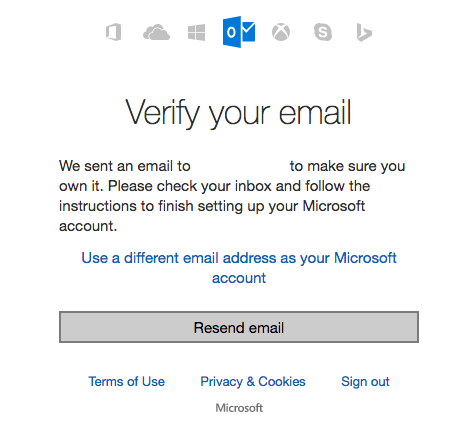 Verify your email
We sent an email to to make sure you
own it. Please check your inbox and follow the
instructions to finish setting up your Microsoft
account.
Use a different email address as your Microsoft
account
Resend email
Terms of Use Privacy & Cookies Sign out
Microsoft